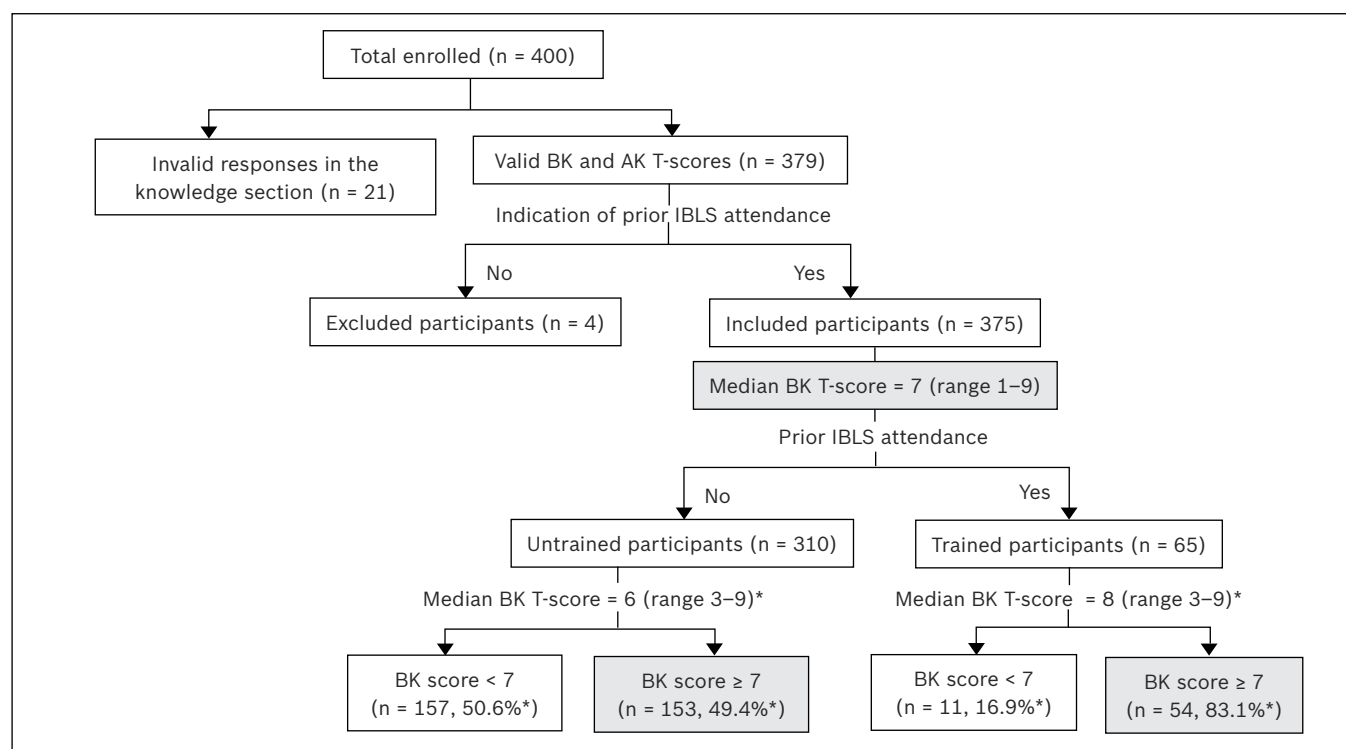 Total enrolled (n = 400)
Invalid responses in the
knowledge section (n = 21)
Valid BK and AK T-scores (n = 379)
Indication of prior IBLS attendance
No
Yes
Excluded participants (n = 4)
Included participants (n = 375)
Median BK T-score = 7 (range 1–9)
Prior IBLS attendance
No
Yes
Untrained participants (n = 310)
Trained participants (n = 65)
Median BK T-score = 6 (range 3–9)*
Median BK T-score = 8 (range 3–9)*
BK score < 7
(n = 157, 50.6%*)
BK score ≥ 7
(n = 153, 49.4%*)
BK score < 7
(n = 11, 16.9%*)
BK score ≥ 7
(n = 54, 83.1%*)